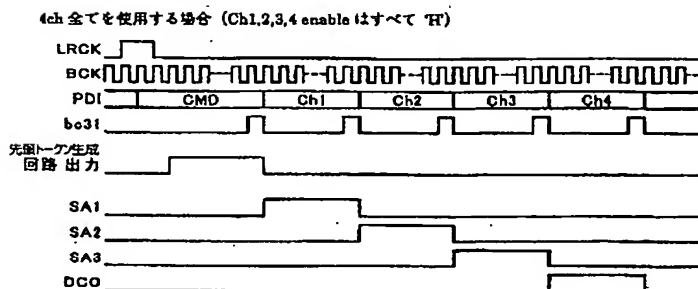 4ch 全てを使用する場合 (Ch1,2,3,4 enable はすべて 'H')
LRCK
BCK
PDI CMD Ch1 Ch2 Ch3 Ch4
bc31
先頭トークン生成
回路 出力
SA1
SA2
SA3
DCO